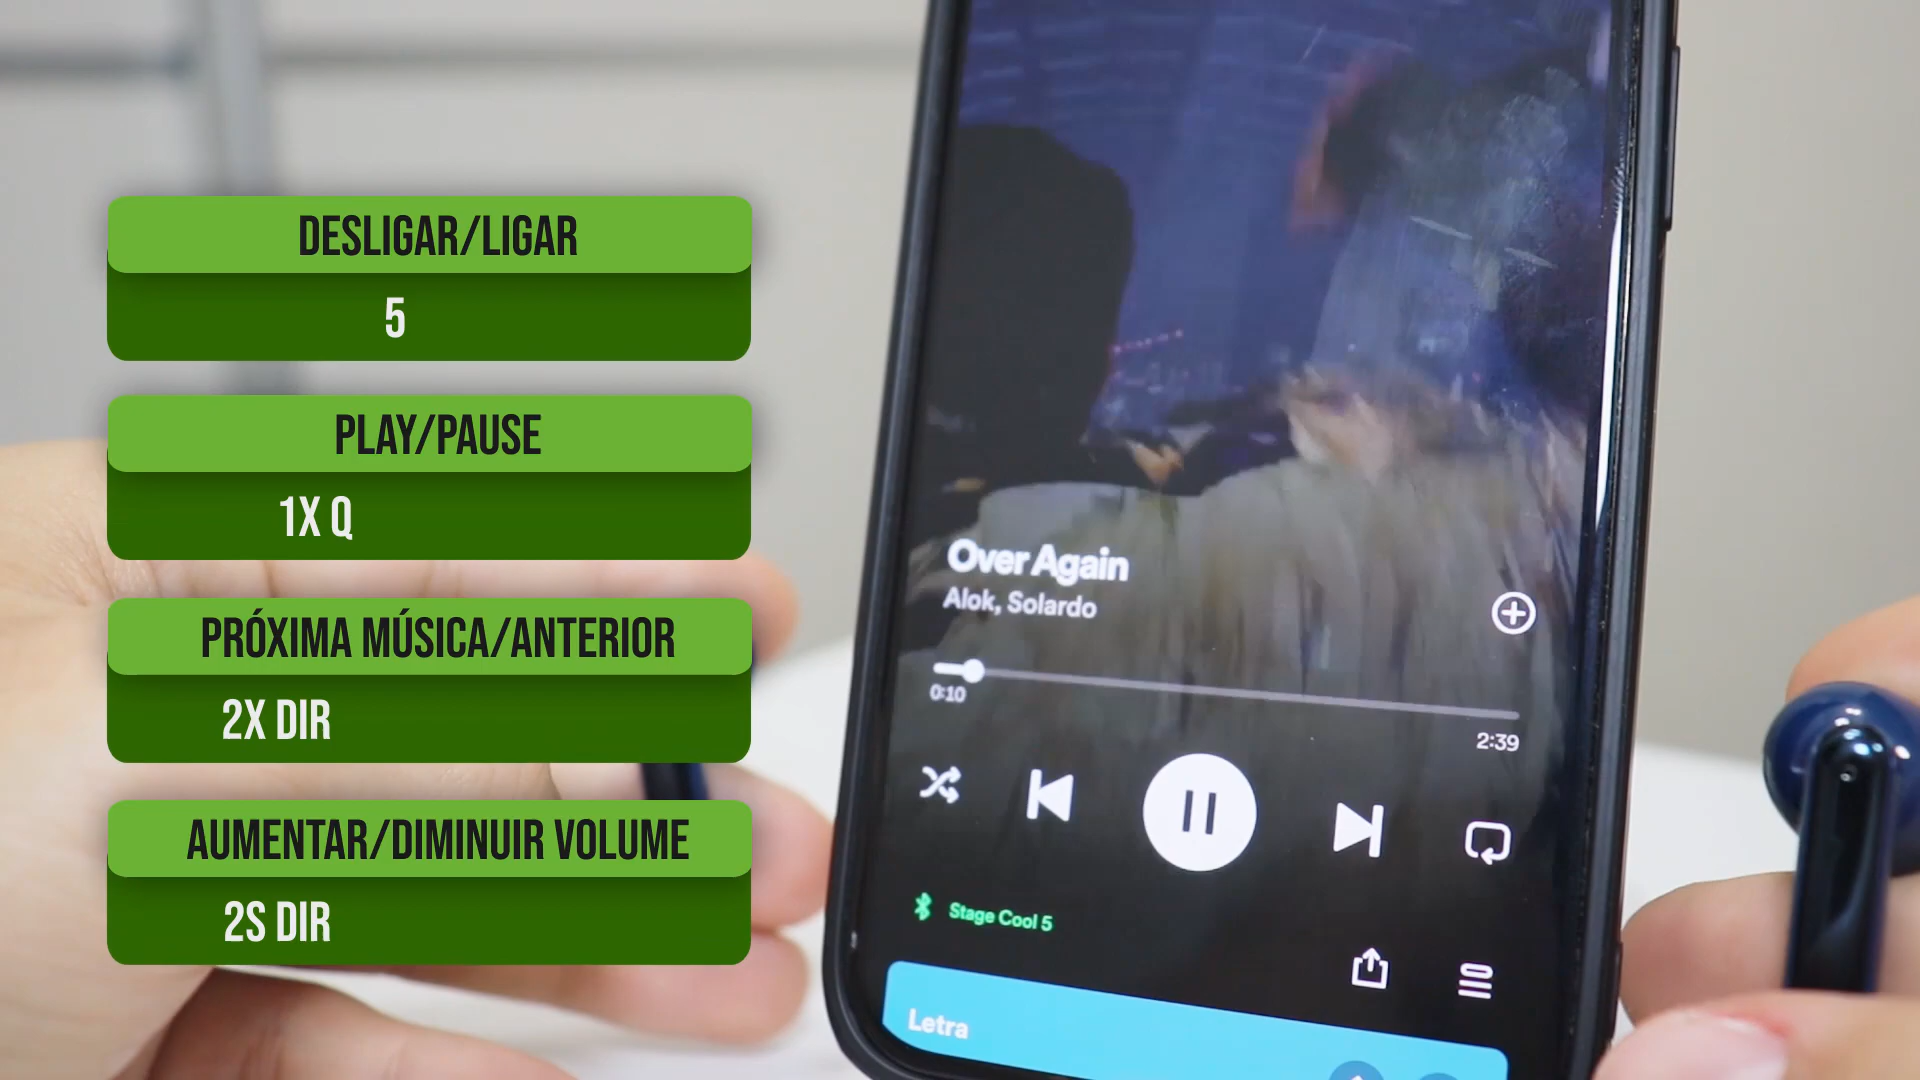 DESLIGAR/LIGAR
5
PLAY/PAUSE
1X Q
PRÓXIMA MÚSICA/ANTERIOR
2X DIR
AUMENTAR/DIMINUIR VOLUME
2S DIR
Over Again
Alok, Solardo
0:10
2:39
Stage Cool 5
Letra